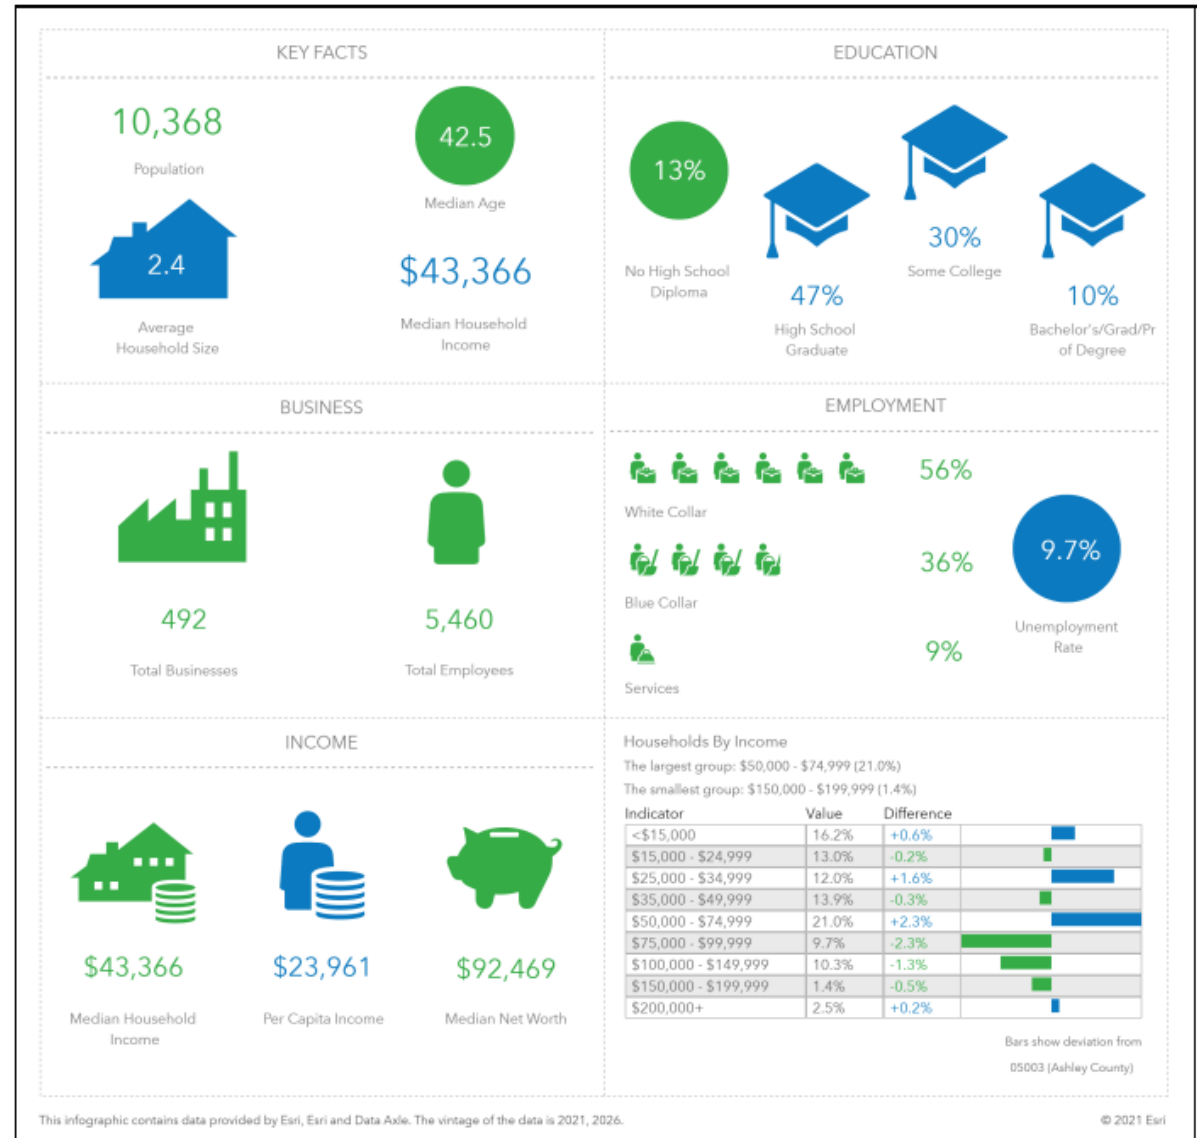 KEY FACTS
10,368
Population
42.5
Median Age
2.4
Average
Household Size
$43,366
Median Household
Income
EDUCATION
13%
No High School
Diploma
47%
High School
Graduate
30%
Some College
10%
Bachelor's/Grad/Pr
of Degree
BUSINESS
492
Total Businesses
5,460
Total Employees
EMPLOYMENT
56%
White Collar
36%
Blue Collar
9%
Services
9.7%
Unemployment
Rate
INCOME
$43,366
Median Household
Income
$23,961
Per Capita Income
$92,469
Median Net Worth
Households By Income
The largest group: $50,000 - $74,999 (21.0%)
The smallest group: $150,000 - $199,999 (1.4%)
Indicator Value Difference
<$15,000 16.2% +0.6%
$15,000 - $24,999 13.0% -0.2%
$25,000 - $34,999 12.0% +1.6%
$35,000 - $49,999 13.9% -0.3%
$50,000 - $74,999 21.0% +2.3%
$75,000 - $99,999 9.7% -2.3%
$100,000 - $149,999 10.3% -1.3%
$150,000 - $199,999 1.4% -0.5%
$200,000+ 2.5% +0.2%
Bars show deviation from
05003 (Ashley County)
This infographic contains data provided by Esri, Esri and Data Axle. The vintage of the data is 2021, 2026.
© 2021 Esri